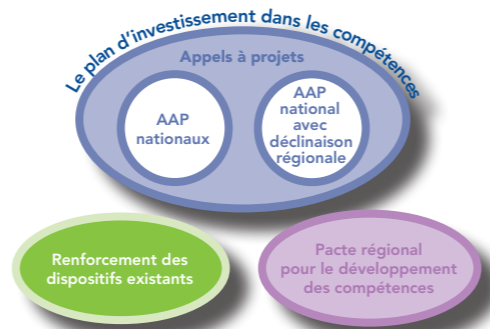 Le plan d’investissement dans les compétences
Appels à projets
AAP
nationaux
AAP
national
avec
déclinaison
régionale
Renforcement des
dispositifs existants
Pacte régional
pour le développement
des compétences